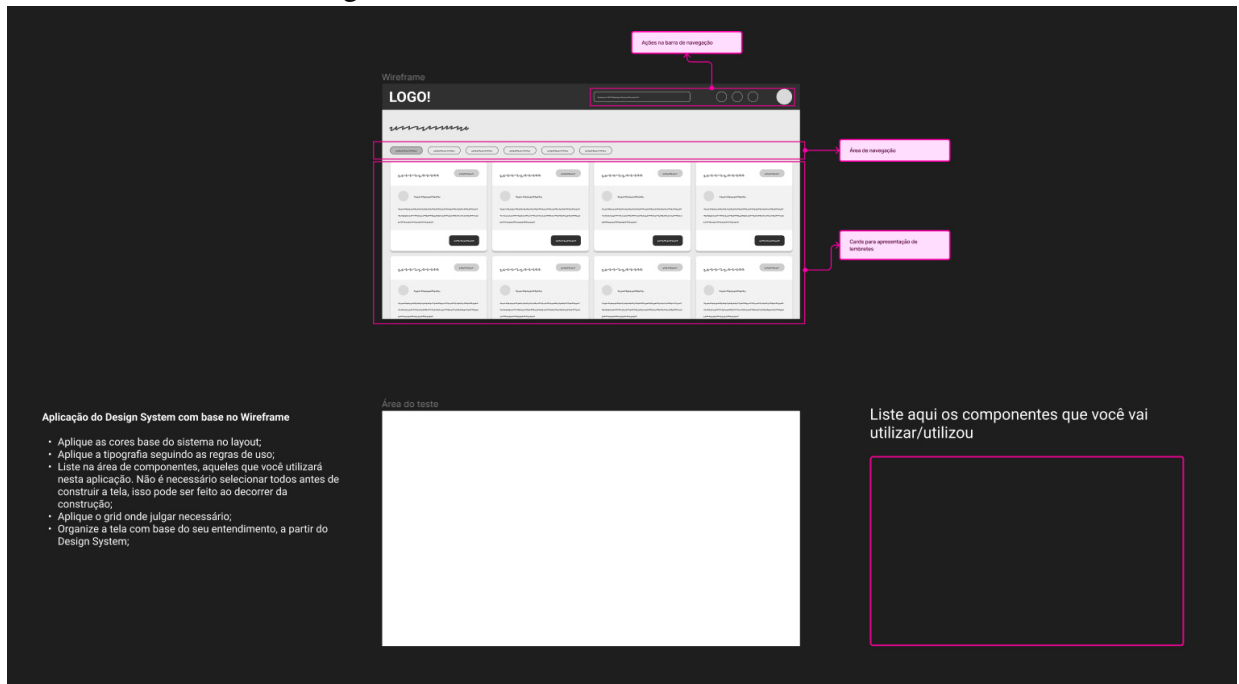 Ações na barra de navegação
Wireframe
LOGO!
Área de navegação
Cards para apresentação de
lembretes
Aplicação do Design System com base no Wireframe
• Aplique as cores base do sistema no layout;
• Aplique a tipografia seguindo as regras de uso;
• Liste na área de componentes, aqueles que você utilizará
nesta aplicação. Não é necessário selecionar todos antes de
construir a tela, isso pode ser feito ao decorrer da
construção;
• Aplique o grid onde julgar necessário;
• Organize a tela com base do seu entendimento, a partir do
Design System;
Área do teste
Liste aqui os componentes que você vai
utilizar/utilizou